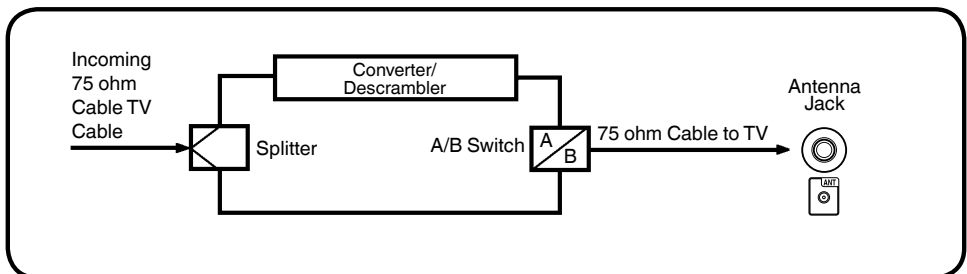 Incoming
75 ohm
Cable TV
Cable
Converter/
Descrambler
Splitter
A/B Switch
A
B
75 ohm Cable to TV
Antenna
Jack
ANT